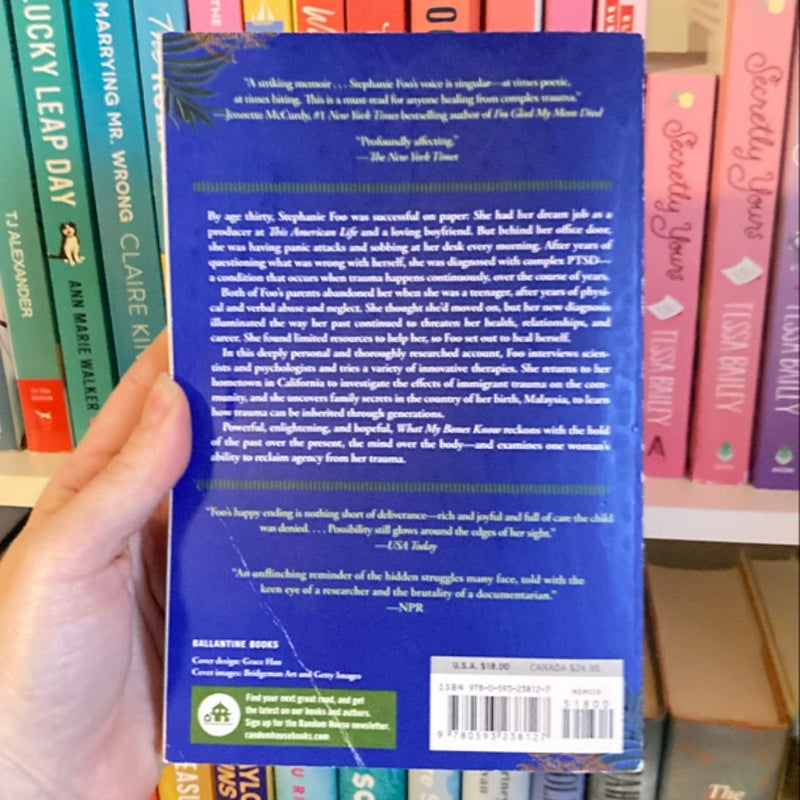 "A striking memoir . . . Stephanie Foo's voice is singular—at times poetic,
at times biting. This is a must-read for anyone healing from complex trauma."
—Jennette McCurdy, #1 New York Times bestselling author of I'm Glad My Mom Died
"Profoundly affecting."
—The New York Times
By age thirty, Stephanie Foo was successful on paper: She had her dream job as a
producer at This American Life and a loving boyfriend. But behind her office door,
she was having panic attacks and sobbing at her desk every morning. After years of
questioning what was wrong with herself, she was diagnosed with complex PTSD—
a condition that occurs when trauma happens continuously, over the course of years.
Both of Foo's parents abandoned her when she was a teenager, after years of physi-
cal and verbal abuse and neglect. She thought she'd moved on, but her new diagnosis
illuminated the way her past continued to threaten her health, relationships, and
career. She found limited resources to help her, so Foo set out to heal herself.
In this deeply personal and thoroughly researched account, Foo interviews scien-
tists and psychologists and tries a variety of innovative therapies. She returns to her
hometown in California to investigate the effects of immigrant trauma on the com-
munity, and she uncovers family secrets in the country of her birth, Malaysia, to learn
how trauma can be inherited through generations.
Powerful, enlightening, and hopeful, What My Bones Know reckons with the hold
of the past over the present, the mind over the body—and examines one woman's
ability to reclaim agency from her trauma.
"Foo's happy ending is nothing short of deliverance—rich and joyful and full of care the child
was denied. . . . Possibility still glows around the edges of her sight."
—USA Today
"An unflinching reminder of the hidden struggles many face, told with the
keen eye of a researcher and the brutality of a documentarian."
—NPR
BALLANTINE BOOKS
Cover design: Grace Han
Cover images: Bridgeman Art and Getty Images
Find your next great read, and get
the latest on our books and authors.
Sign up for the Random House newsletter,
randomhousebooks.com
U.S.A. $18.00 CANADA $24.95
ISBN 978-0-593-23812-7 MEMOIR
51800
9 780593 238127
LUCKY LEAP DAY
ANN MARIE WALKER
MARRYING MR. WRONG CLAIRE
TJ ALEXANDER
THE
Secretly Yours
TESSA BAILEY
Secretly Yours
TESSA BAILEY
The